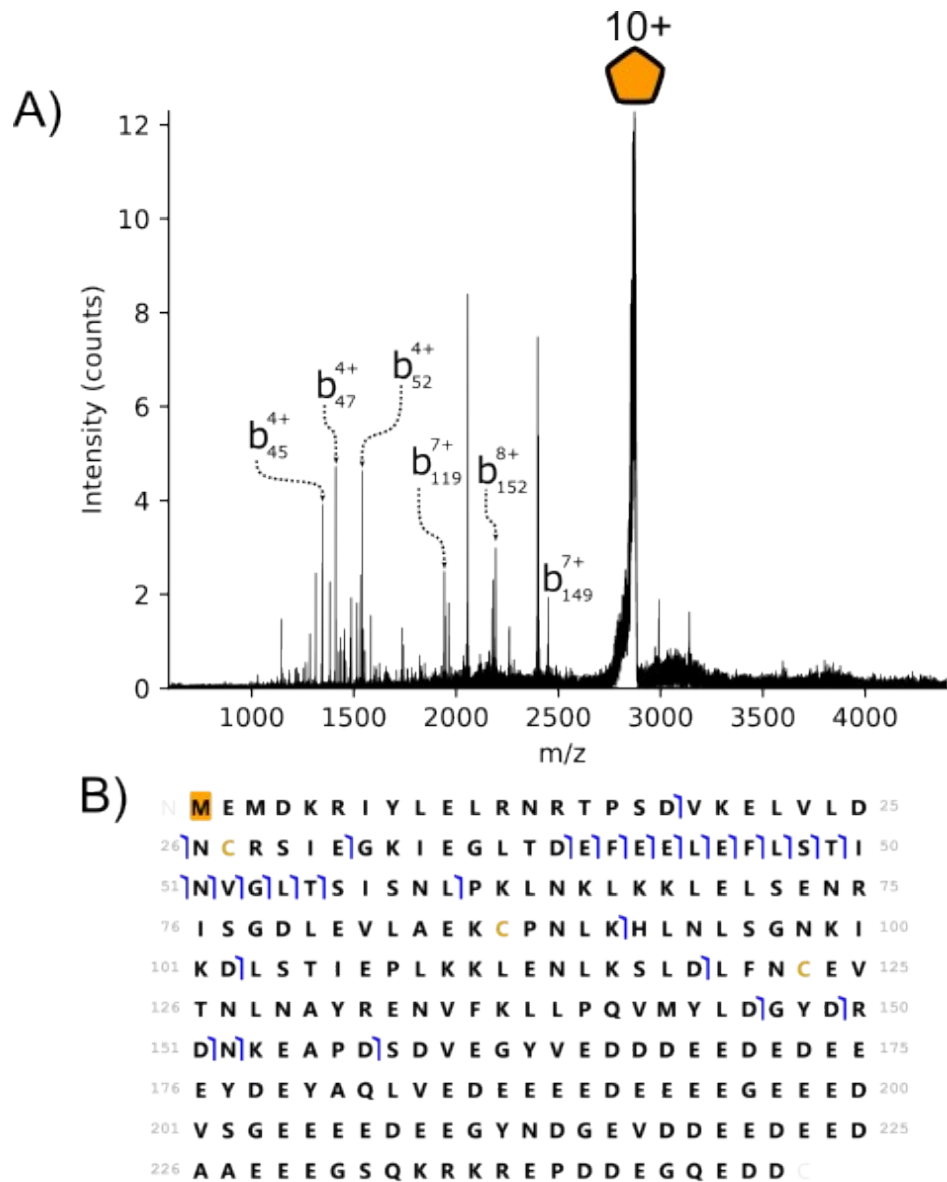 10+
A)
12
10
8
6
4
2
0
Intensity (counts)
b45 4+
b47 4+
b52 4+
b119 7+
b152 8+
b149 7+
1000 1500 2000 2500 3000 3500 4000
m/z
B)
N M E M D K R I Y L E L R N R T P S D V K E L V L D 25
26 N C R S I E G K I E G L T D E F E E L E F L S T I 50
51 N V G L T S I S N L P K L N K L K K L E L S E N R 75
76 I S G D L E V L A E K C P N L K H L N L S G N K I 100
101 K D L S T I E P L K K L E N L K S L D L F N C E V 125
126 T N L N A Y R E N V F K L L P Q V M Y L D G Y D R 150
151 D N K E A P D S D V E G Y V E D D D E E D E D E E 175
176 E Y D E Y A Q L V E D E E E E D E E E E G E E E D 200
201 V S G E E E E D E E G Y N D G E V D D E E D E E D 225
226 A A E E E G S Q K R K R E P D D E G Q E D D C